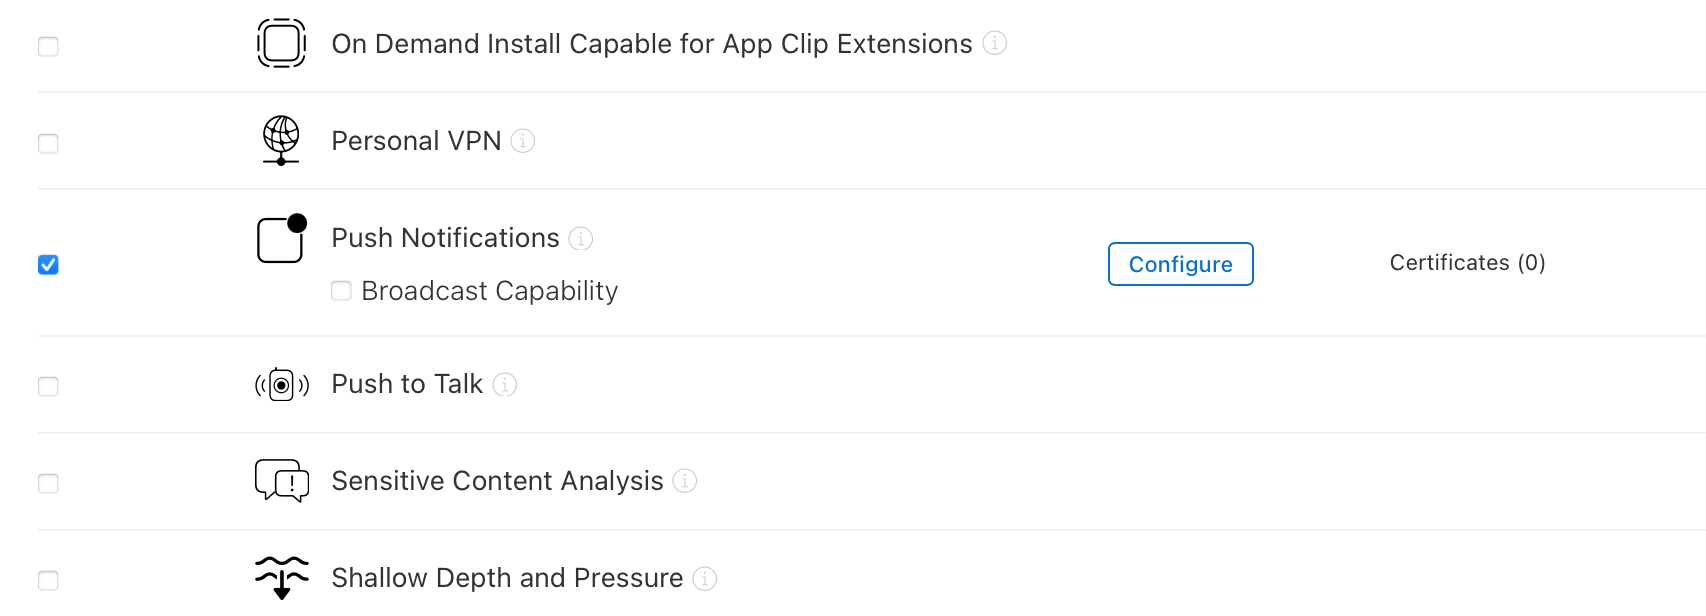 On Demand Install Capable for App Clip Extensions
Personal VPN
Push Notifications
Broadcast Capability
Configure
Certificates (0)
Push to Talk
Sensitive Content Analysis
Shallow Depth and Pressure